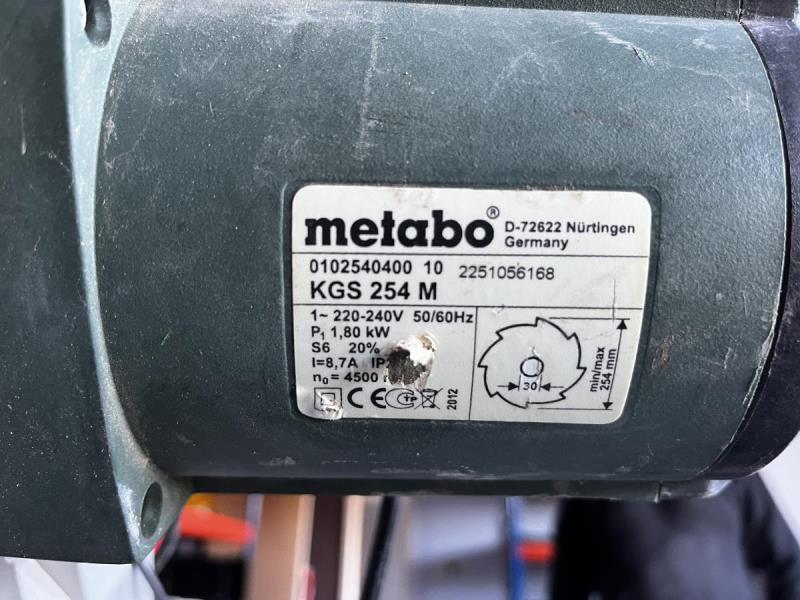 metabo® D-72622 Nürtingen
Germany
0102540400 10 2251056168
KGS 254 M
1~ 220-240V 50/60Hz
P1 1,80 kW
S6 20%
I=8,7A
n0 = 4500
CE
2012
30
min/max
254 mm